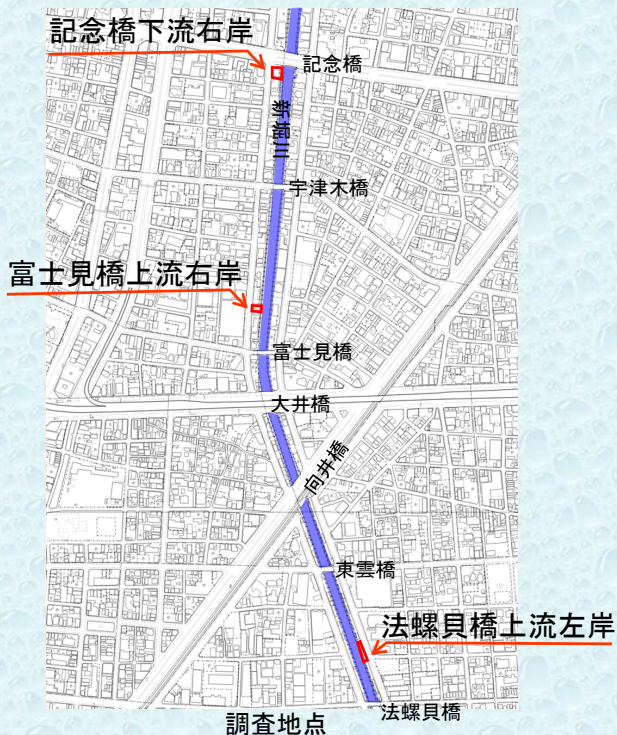 記念橋下流右岸
記念橋
新堀川
宇津木橋
富士見橋上流右岸
富士見橋
大井橋
向井橋
東雲橋
法螺貝橋上流左岸
法螺貝橋
調査地点